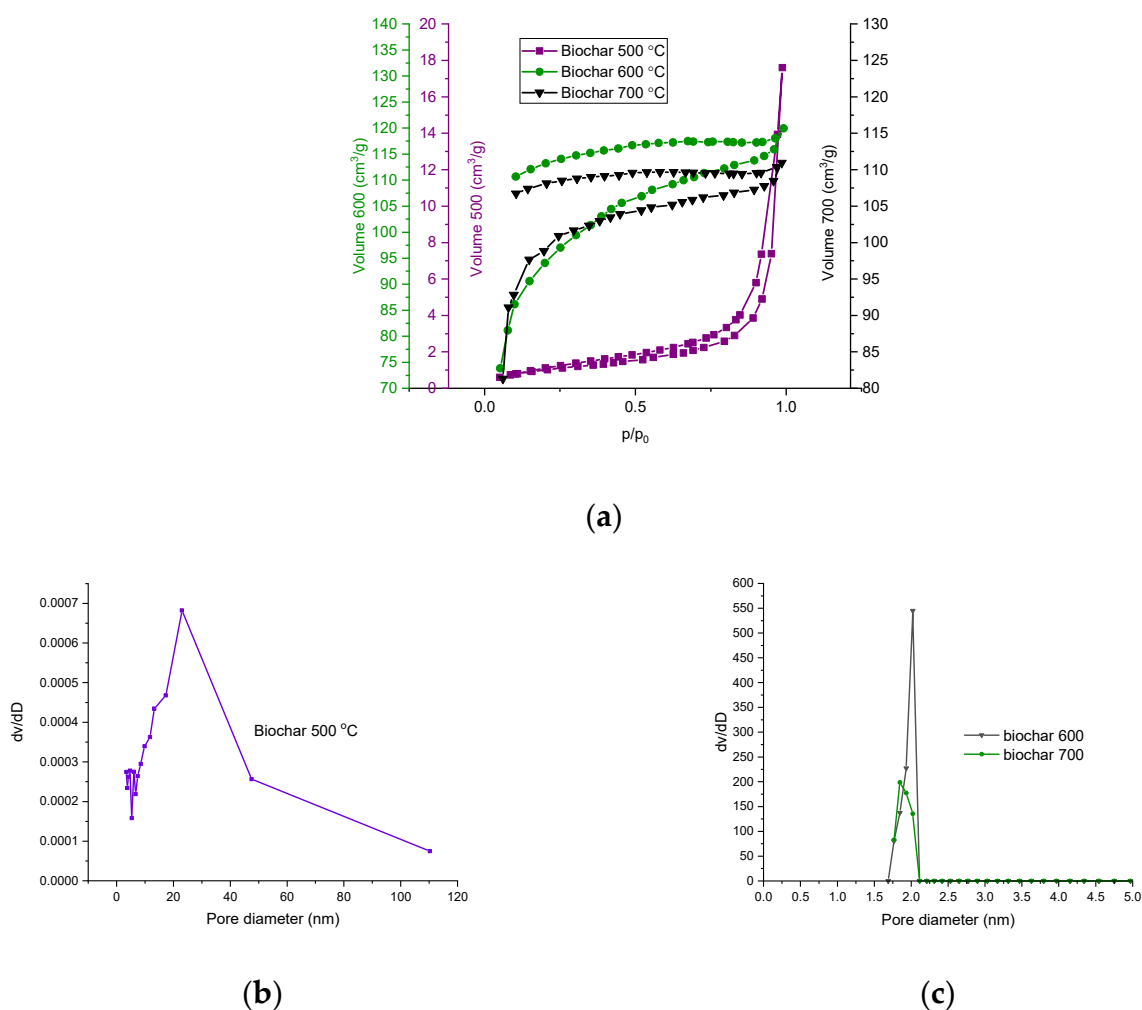 Volume 600 (cm³/g)
140
135
130
125
120
115
110
105
100
95
90
85
80
75
70
Volume 500 (cm³/g)
20
18
16
14
12
10
8
6
4
2
0
Biochar 500 °C
Biochar 600 °C
Biochar 700 °C
Volume 700 (cm³/g)
130
125
120
115
110
105
100
95
90
85
80
0.0 0.5 1.0
p/p₀
(a)
dv/dD
0.0007
0.0006
0.0005
0.0004
0.0003
0.0002
0.0001
0.0000
Biochar 500 °C
0 20 40 60 80 100 120
Pore diameter (nm)
(b)
dv/dD
600
550
500
450
400
350
300
250
200
150
100
50
0
biochar 600
biochar 700
0.0 0.5 1.0 1.5 2.0 2.5 3.0 3.5 4.0 4.5 5.0
Pore diameter (nm)
(c)